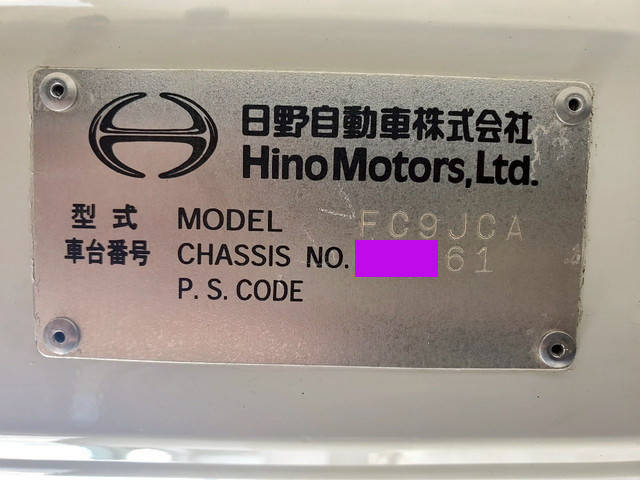 日野自動車株式会社
Hino Motors, Ltd.
型式 MODEL FC9JCA
車台番号 CHASSIS NO. 61
P. S. CODE